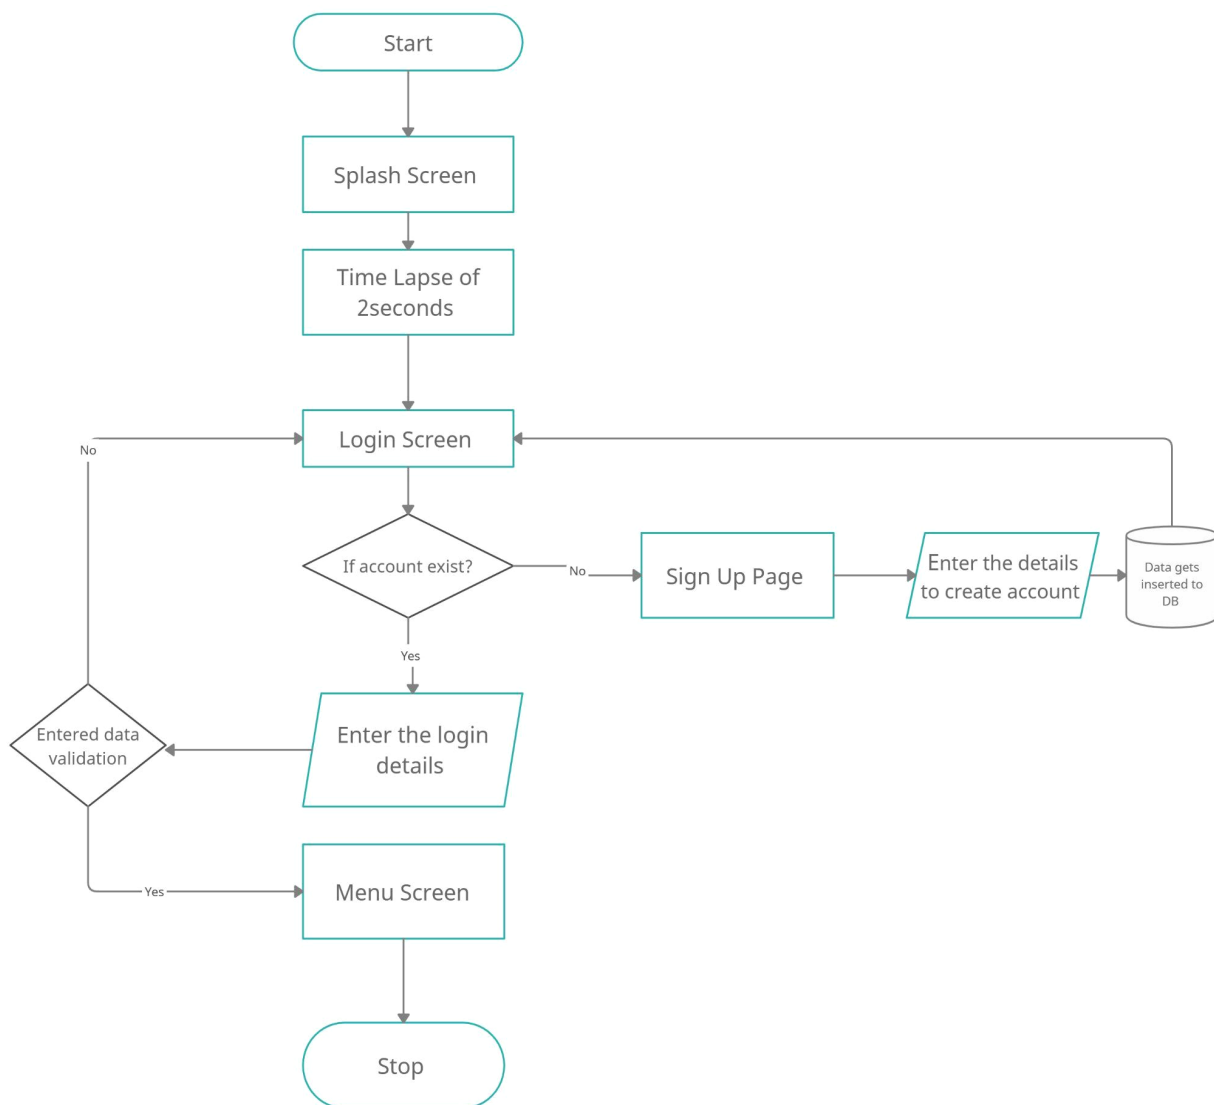 Start
Splash Screen
Time Lapse of
2seconds
Login Screen
No
If account exist?
No
Sign Up Page
Enter the details
to create account
Data gets
inserted to
DB
Yes
Enter the login
details
Entered data
validation
Yes
Menu Screen
Stop